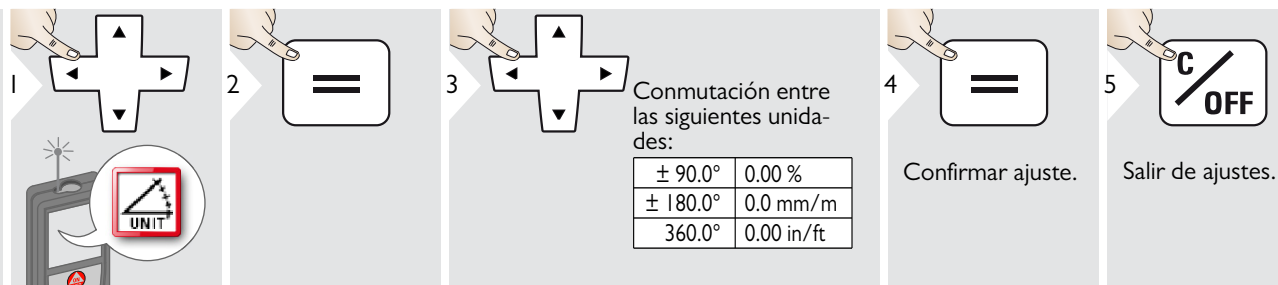 1
2
3
4
5
UNIT
=
Conmutación entre
las siguientes unida-
des:
± 90.0° 0.00 %
± 180.0° 0.0 mm/m
360.0° 0.00 in/ft
=
Confirmar ajuste.
C/OFF
Salir de ajustes.